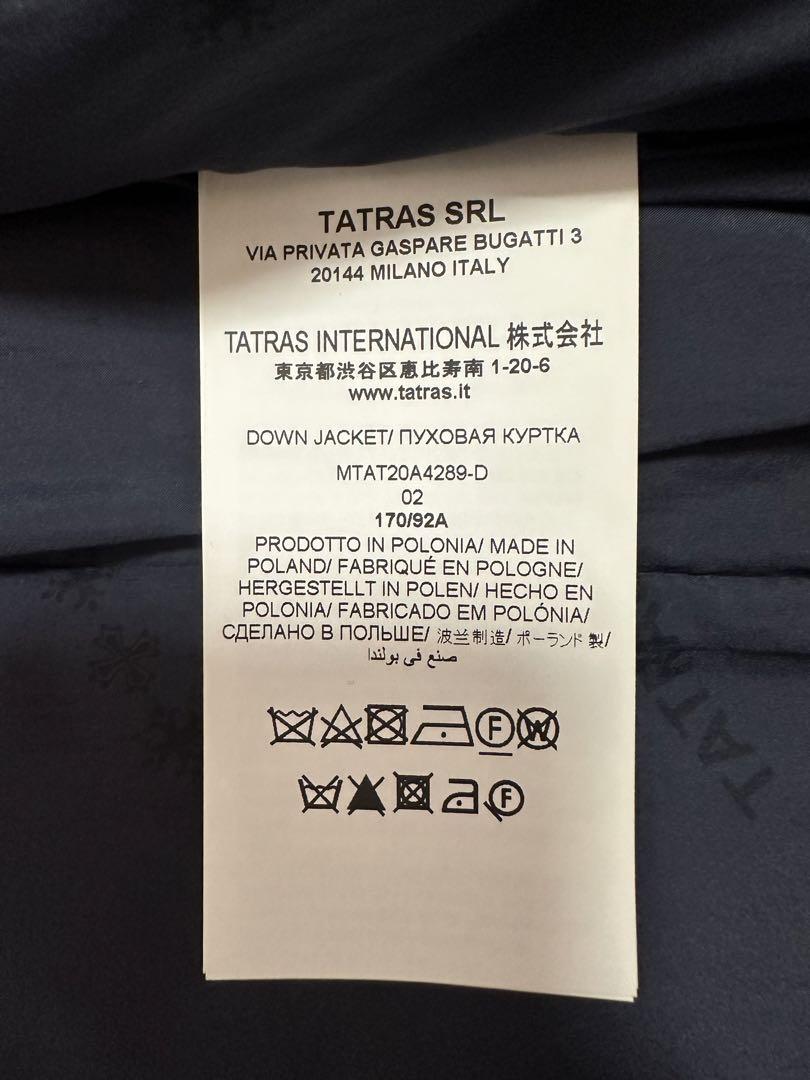 TATRAS SRL
VIA PRIVATA GASPARE BUGATTI 3
20144 MILANO ITALY
TATRAS INTERNATIONAL 株式会社
東京都渋谷区恵比寿南 1-20-6
www.tatras.it
DOWN JACKET/ ПУХОВАЯ КУРТКА
MTAT20A4289-D
02
170/92A
PRODOTTO IN POLONIA/ MADE IN
POLAND/ FABRIQUÉ EN POLOGNE/
HERGESTELLT IN POLEN/ HECHO EN
POLONIA/ FABRICADO EM POLÓNIA/
СДЕЛАНО В ПОЛЬШЕ/ 波兰制造/ ポーランド 製/
صنع في بولندا
F W
F
TATRAS